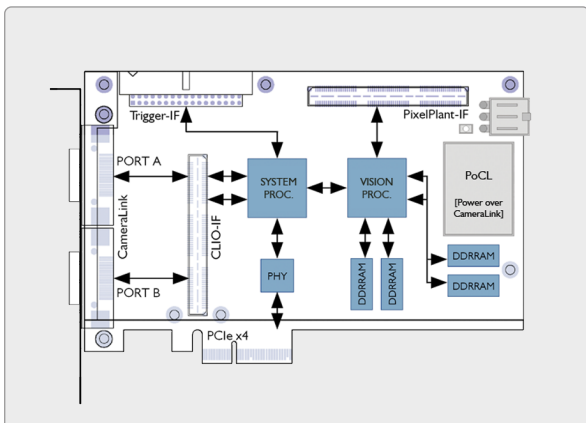 Trigger-IF
PixelPlant-IF
PORT A
CameraLink
PORT B
CLIO-IF
SYSTEM
PROC.
VISION
PROC.
PoCL
[Power over
CameraLink]
PHY
DDRRAM
DDRRAM
DDRRAM
DDRRAM
PCIe x4